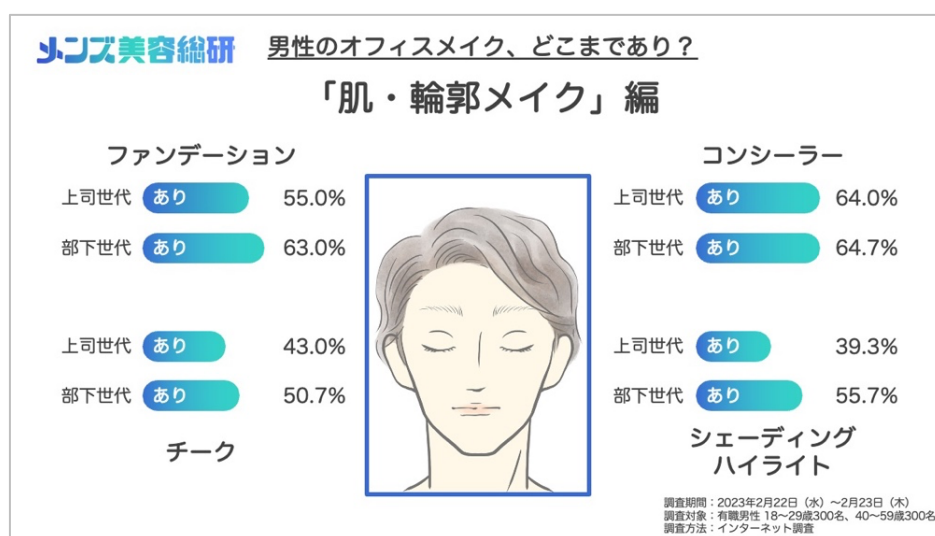 メンズ美容総研
男性のオフィスメイク、どこまであり？
「肌・輪郭メイク」編
ファンデーション
上司世代 あり 55.0%
部下世代 あり 63.0%
上司世代 あり 43.0%
部下世代 あり 50.7%
チーク
コンシーラー
上司世代 あり 64.0%
部下世代 あり 64.7%
上司世代 あり 39.3%
部下世代 あり 55.7%
シェーディング
ハイライト
調査期間：2023年2月22日（水）～2月23日（木）
調査対象：有職男性 18～29歳300名、40～59歳300名
調査方法：インターネット調査